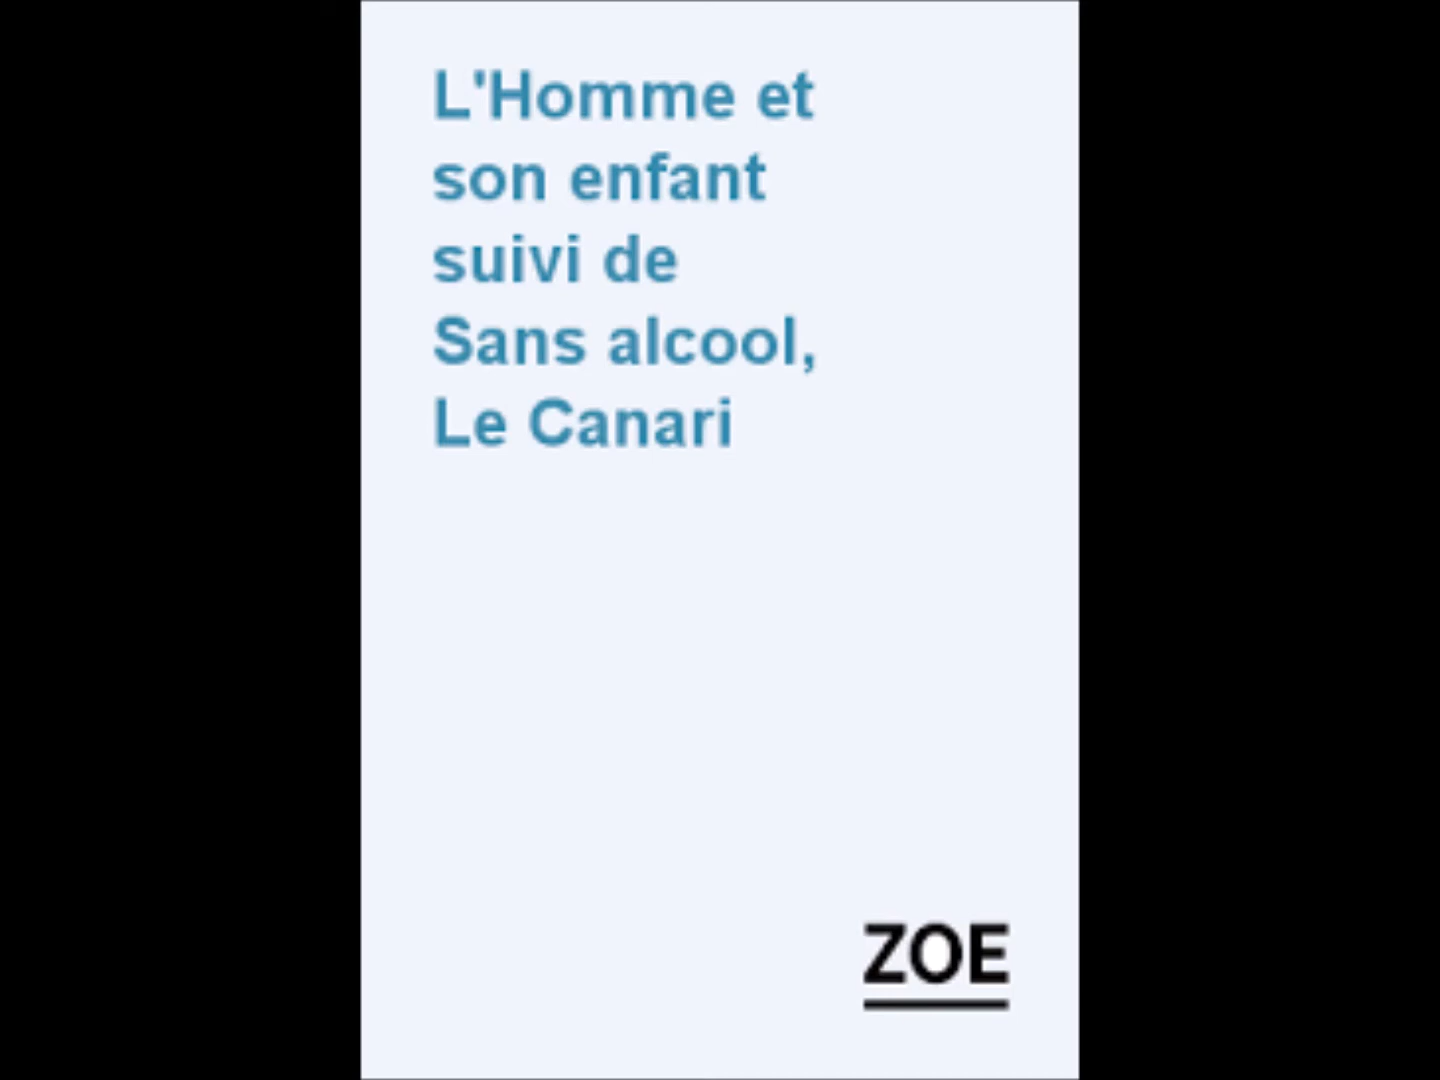 L'Homme et
son enfant
suivi de
Sans alcool,
Le Canari
ZOE